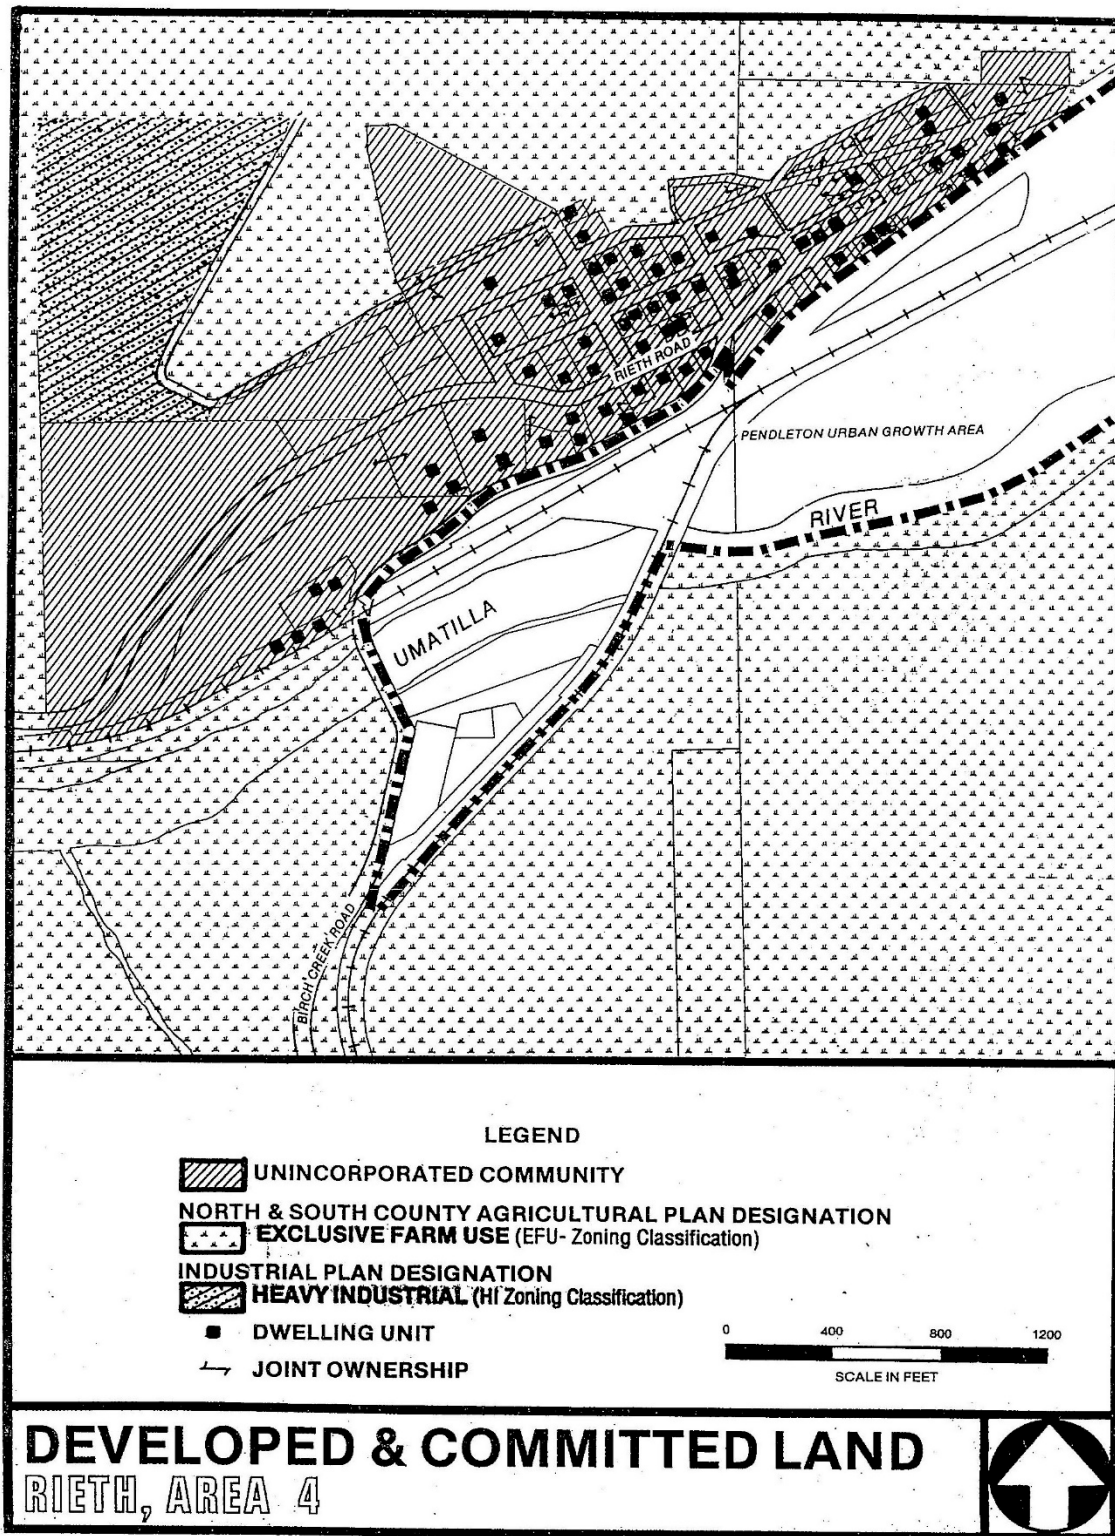 RIETH ROAD
PENDLETON URBAN GROWTH AREA
RIVER
UMATILLA
BIRCH CREEK ROAD
LEGEND
UNINCORPORATED COMMUNITY
NORTH & SOUTH COUNTY AGRICULTURAL PLAN DESIGNATION
EXCLUSIVE FARM USE (EFU- Zoning Classification)
INDUSTRIAL PLAN DESIGNATION
HEAVY INDUSTRIAL (HI Zoning Classification)
DWELLING UNIT
JOINT OWNERSHIP
0 400 800 1200
SCALE IN FEET
DEVELOPED & COMMITTED LAND
RIETH, AREA 4